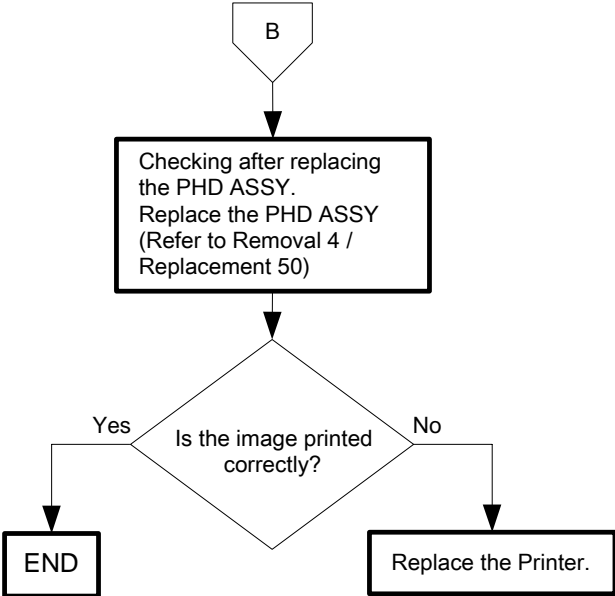 B
Checking after replacing
the PHD ASSY.
Replace the PHD ASSY
(Refer to Removal 4 /
Replacement 50)
Yes
No
Is the image printed
correctly?
END
Replace the Printer.